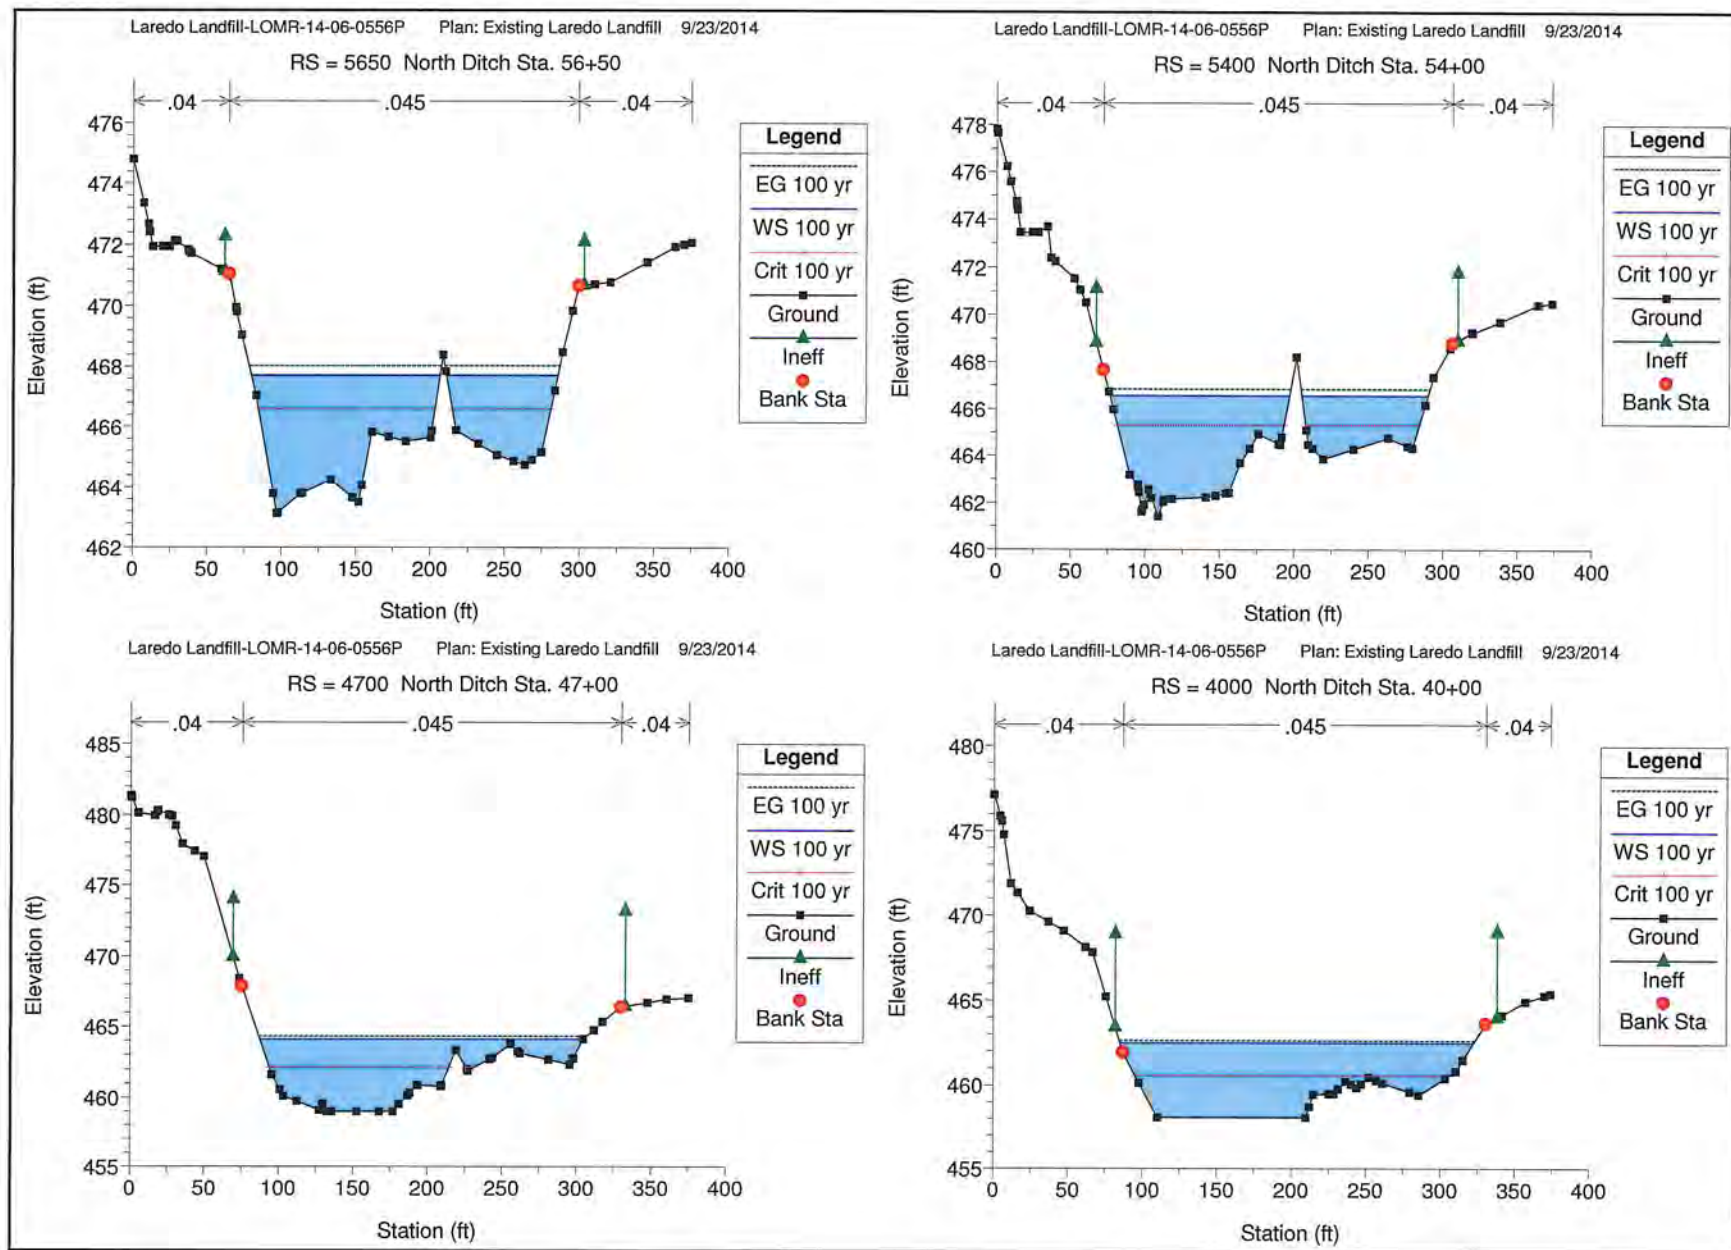 Laredo Landfill-LOMR-14-06-0556P Plan: Existing Laredo Landfill 9/23/2014
RS = 5650 North Ditch Sta. 56+50
.04 .045 .04
476
474
472
470
468
466
464
462
0 50 100 150 200 250 300 350 400
Elevation (ft)
Station (ft)
Legend
EG 100 yr
WS 100 yr
Crit 100 yr
Ground
Ineff
Bank Sta
Laredo Landfill-LOMR-14-06-0556P Plan: Existing Laredo Landfill 9/23/2014
RS = 5400 North Ditch Sta. 54+00
.04 .045 .04
478
476
474
472
470
468
466
464
462
460
0 50 100 150 200 250 300 350 400
Elevation (ft)
Station (ft)
Legend
EG 100 yr
WS 100 yr
Crit 100 yr
Ground
Ineff
Bank Sta
Laredo Landfill-LOMR-14-06-0556P Plan: Existing Laredo Landfill 9/23/2014
RS = 4700 North Ditch Sta. 47+00
.04 .045 .04
485
480
475
470
465
460
455
0 50 100 150 200 250 300 350 400
Elevation (ft)
Station (ft)
Legend
EG 100 yr
WS 100 yr
Crit 100 yr
Ground
Ineff
Bank Sta
Laredo Landfill-LOMR-14-06-0556P Plan: Existing Laredo Landfill 9/23/2014
RS = 4000 North Ditch Sta. 40+00
.04 .045 .04
480
475
470
465
460
455
0 50 100 150 200 250 300 350 400
Elevation (ft)
Station (ft)
Legend
EG 100 yr
WS 100 yr
Crit 100 yr
Ground
Ineff
Bank Sta